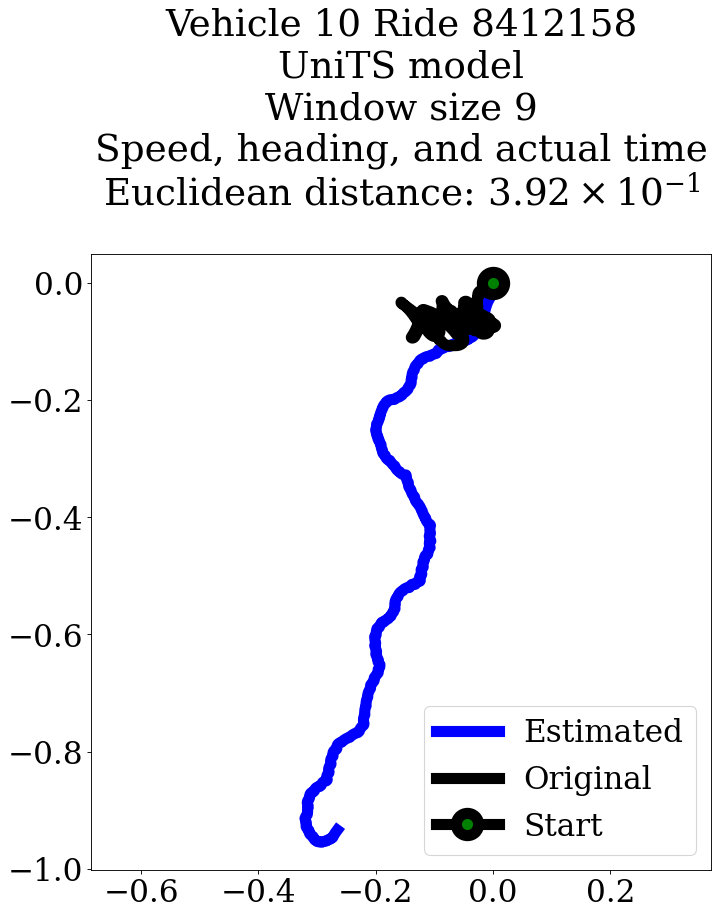 Vehicle 10 Ride 8412158
UniTS model
Window size 9
Speed, heading, and actual time
Euclidean distance: 3.92 × 10⁻¹
0.0
−0.2
−0.4
−0.6
−0.8
−1.0
−0.6 −0.4 −0.2 0.0 0.2
Estimated
Original
Start